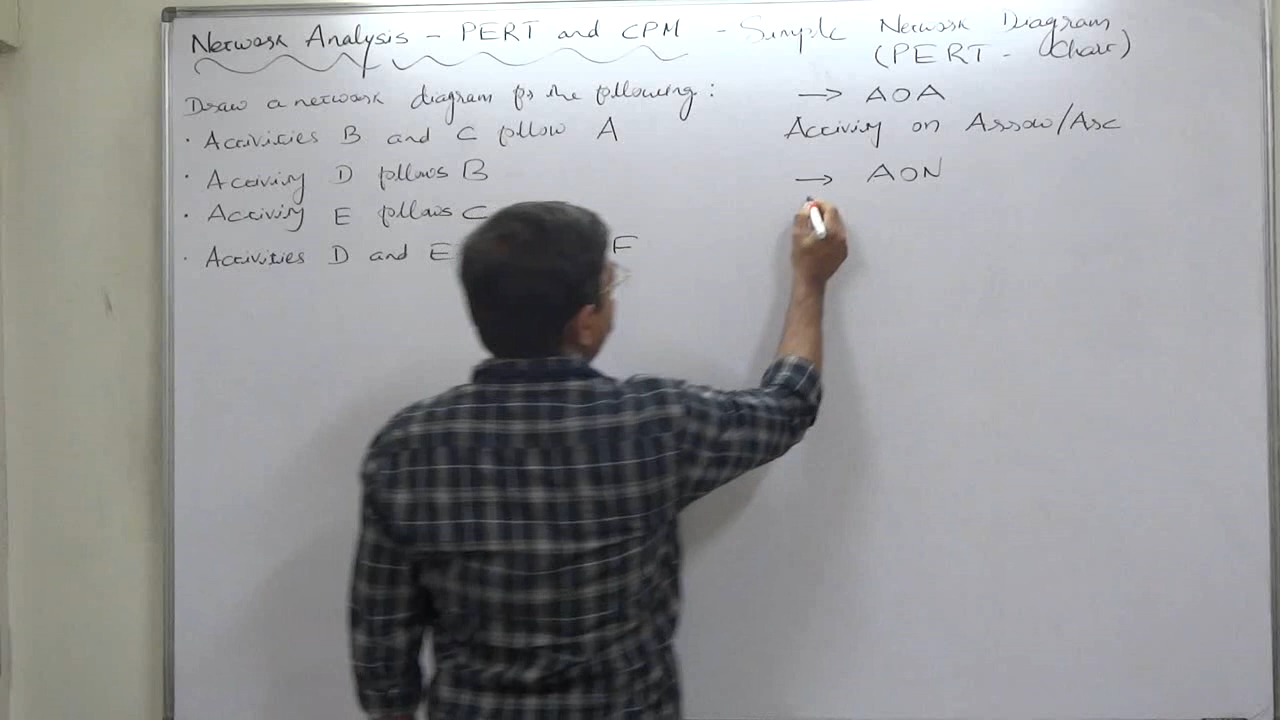 Network Analysis - PERT and CPM - Simple Network Diagram
(PERT - Chart)
Draw a network diagram for the following:
· Activities B and C follow A
· Activity D follows B
· Activity E follows C
· Activities D and E F
→ AOA
Activity on Arrow/Arc
→ AON